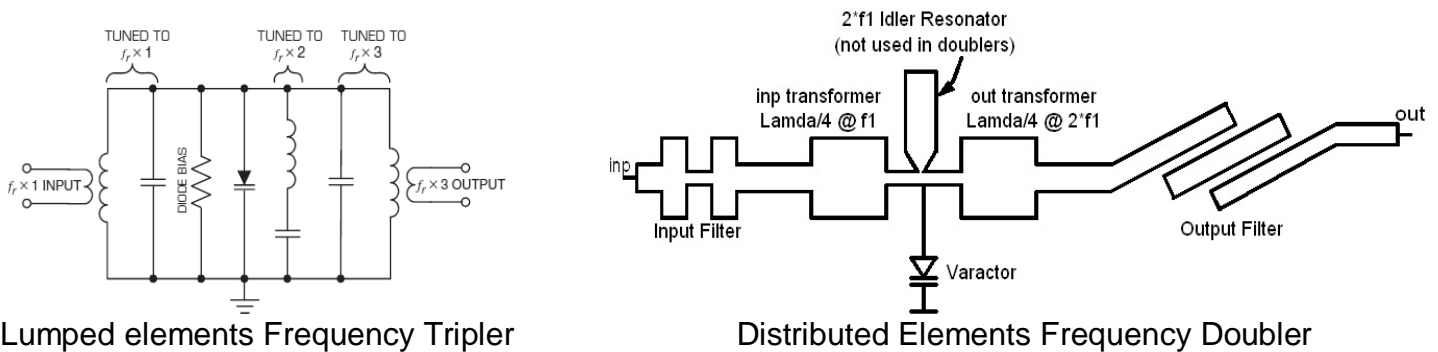 TUNED TO
fr × 1
TUNED TO
fr × 2
TUNED TO
fr × 3
fr × 1 INPUT
DIODE BIAS
fr × 3 OUTPUT
Lumped elements Frequency Tripler
2*f1 Idler Resonator
(not used in doublers)
inp transformer
Lamda/4 @ f1
out transformer
Lamda/4 @ 2*f1
inp
out
Input Filter
Output Filter
Varactor
Distributed Elements Frequency Doubler